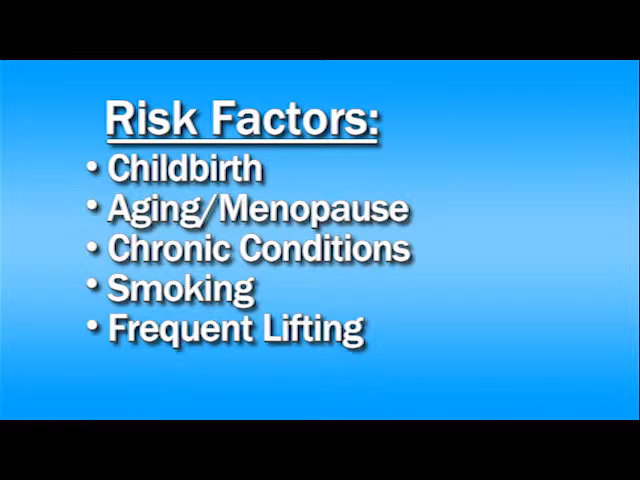 Risk Factors:
• Childbirth
• Aging/Menopause
• Chronic Conditions
• Smoking
• Frequent Lifting